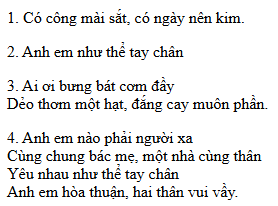 1. Có công mài sắt, có ngày nên kim.
2. Anh em như thể tay chân
3. Ai ơi bưng bát cơm đầy
Dẻo thơm một hạt, đắng cay muôn phần.
4. Anh em nào phải người xa
Cùng chung bác mẹ, một nhà cùng thân
Yêu nhau như thể tay chân
Anh em hòa thuận, hai thân vui vầy.